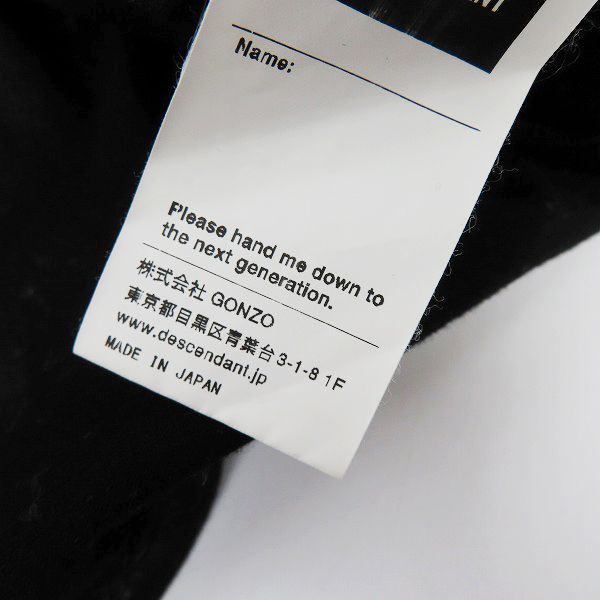 Name:
Please hand me down to
the next generation.
株式会社 GONZO
東京都目黒区青葉台3-1-8 1F
www.descendant.jp
MADE IN JAPAN